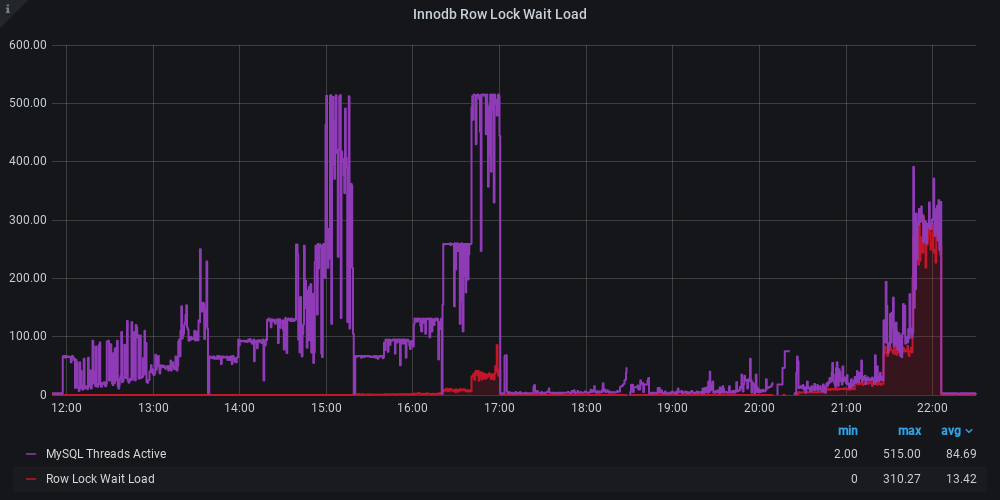 i
Innodb Row Lock Wait Load
600.00
500.00
400.00
300.00
200.00
100.00
0
12:00 13:00 14:00 15:00 16:00 17:00 18:00 19:00 20:00 21:00 22:00
min max avg
MySQL Threads Active 2.00 515.00 84.69
Row Lock Wait Load 0 310.27 13.42